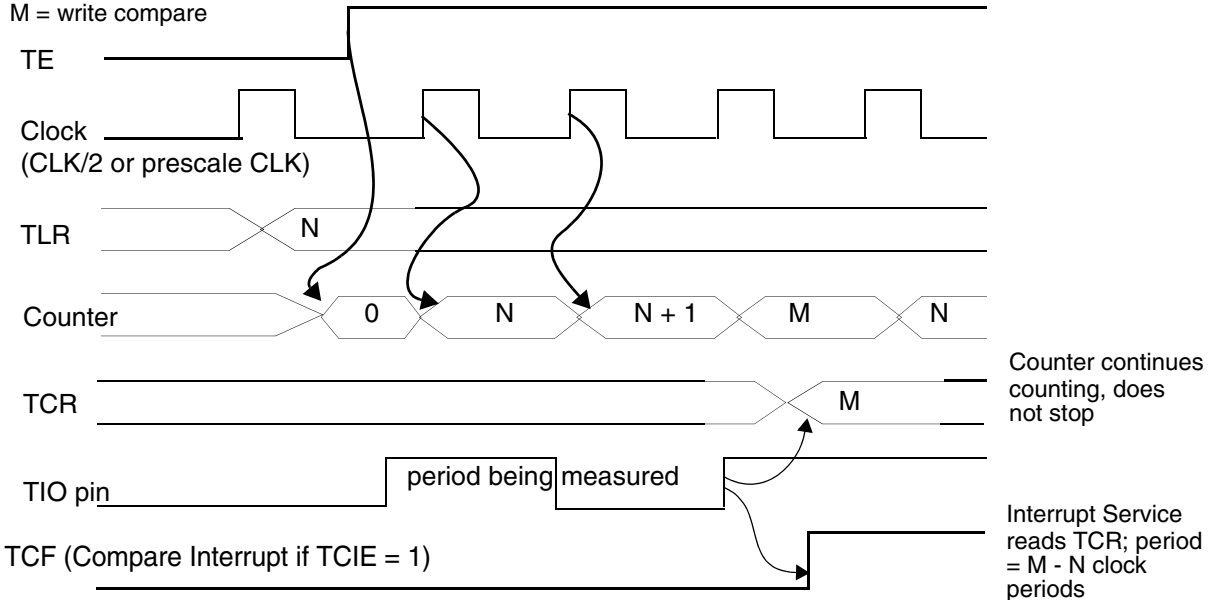 M = write compare
TE
Clock
(CLK/2 or prescale CLK)
TLR
N
Counter
0
N
N + 1
M
N
TCR
M
Counter continues
counting, does
not stop
TIO pin
period being measured
TCF (Compare Interrupt if TCIE = 1)
Interrupt Service
reads TCR; period
= M - N clock
periods